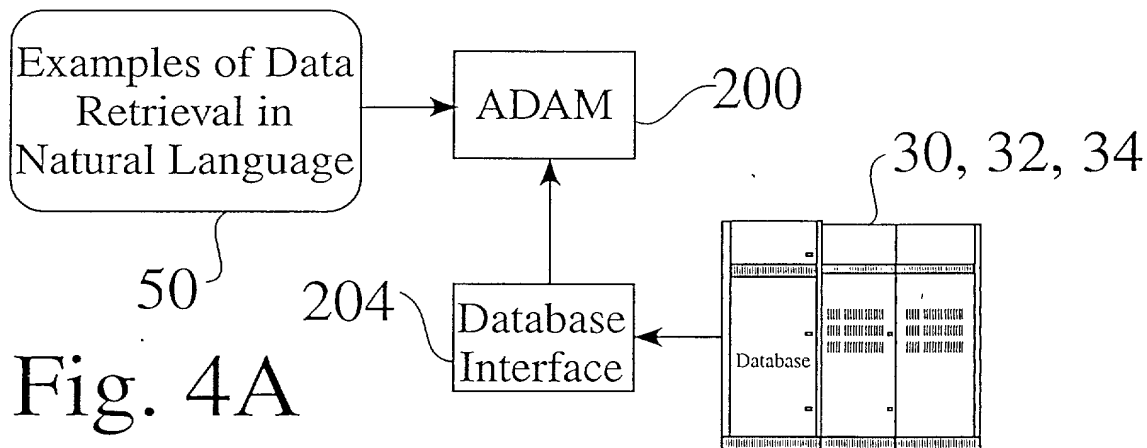 Examples of Data
Retrieval in
Natural Language
ADAM
200
30, 32, 34
50
204
Database
Interface
Database
Fig. 4A